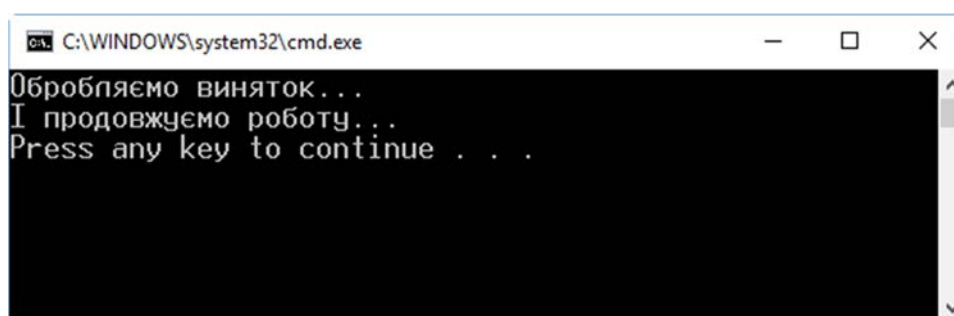 C:\WINDOWS\system32\cmd.exe
Обробляємо виняток...
І продовжуємо роботу...
Press any key to continue . . .